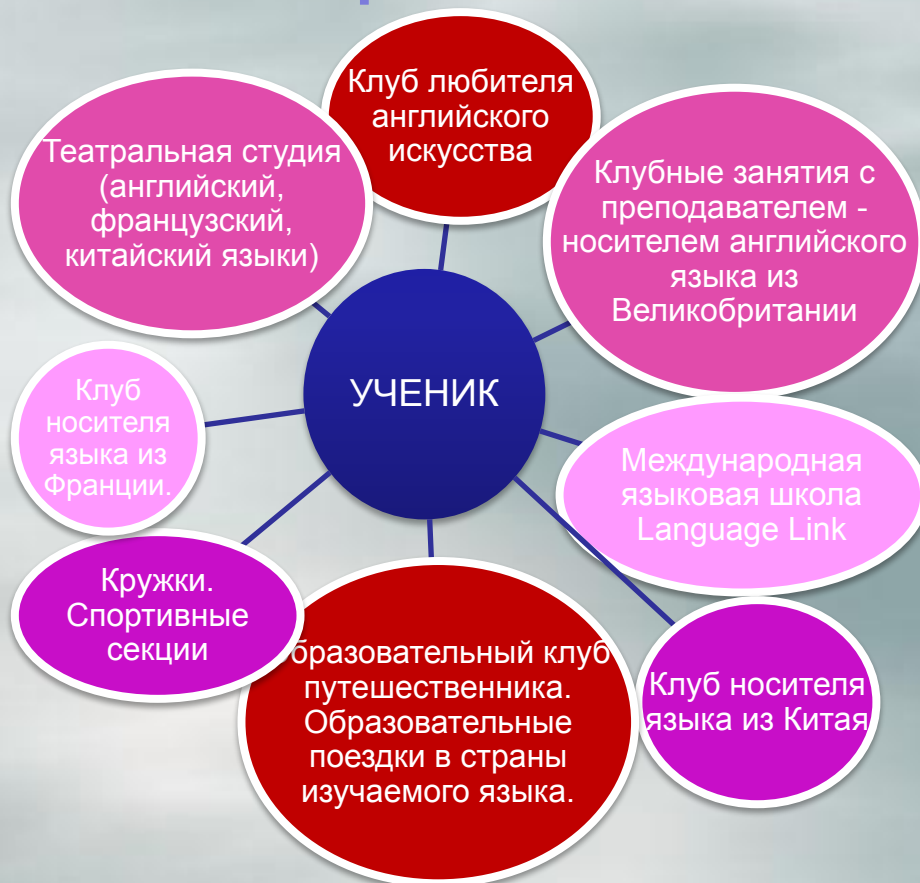 Клуб любителя
английского
искусства
Театральная студия
(английский,
французский,
китайский языки)
Клубные занятия с
преподавателем -
носителем английского
языка из
Великобритании
УЧЕНИК
Клуб
носителя
языка из
Франции.
Международная
языковая школа
Language Link
Кружки.
Спортивные
секции
бразовательный клуб
путешественника.
Образовательные
поездки в страны
изучаемого языка.
Клуб носителя
языка из Китая